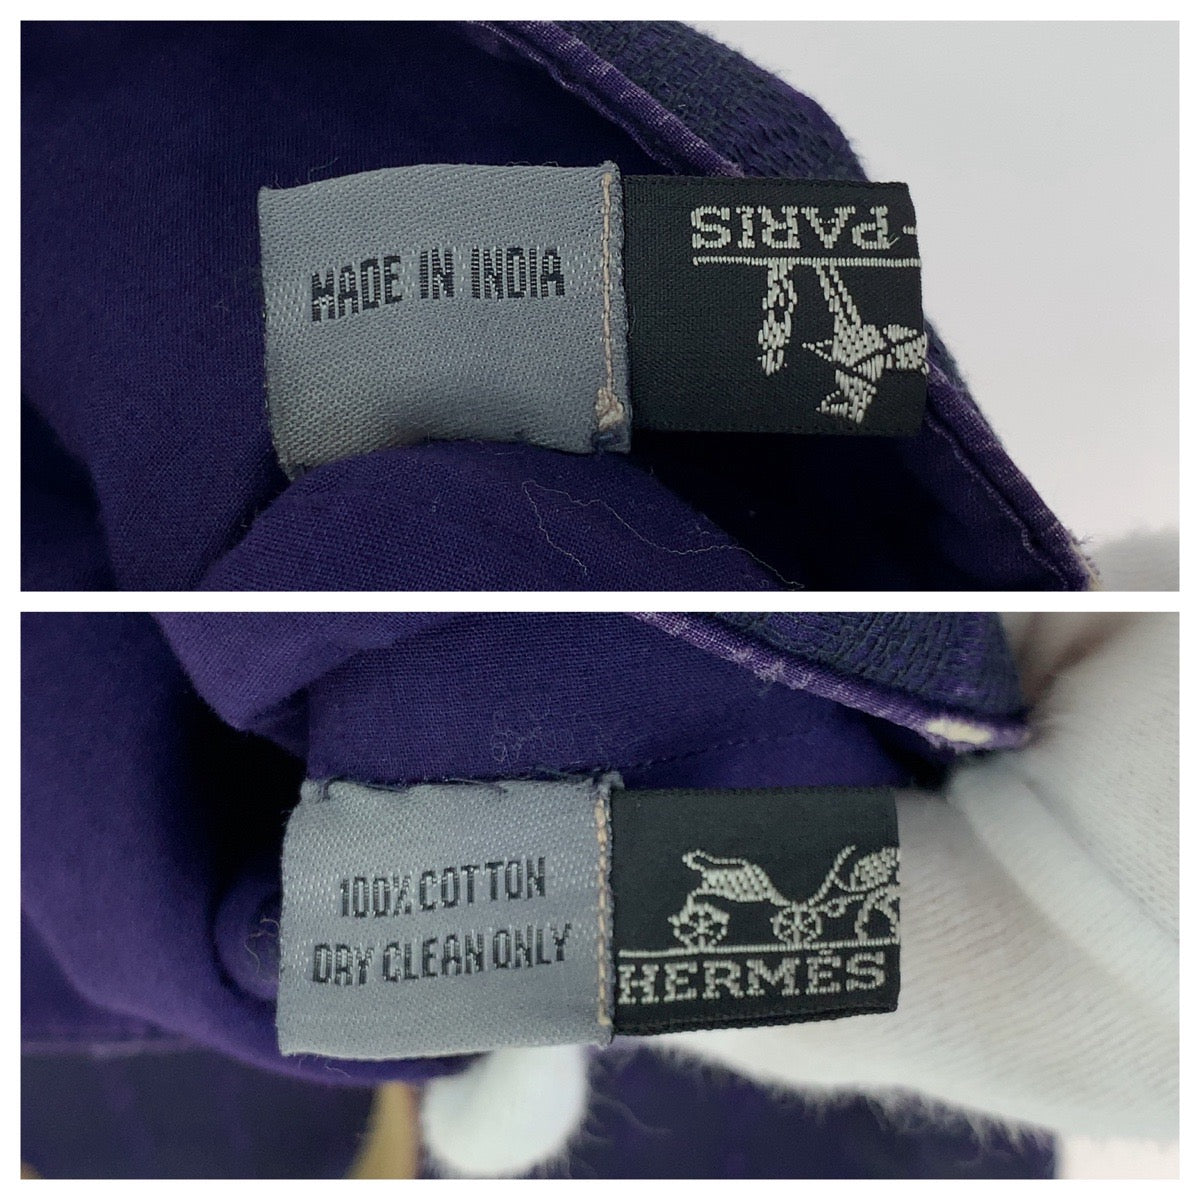 MADE IN INDIA
-PARIS
100% COTTON
DRY CLEAN ONLY
HERMÈS